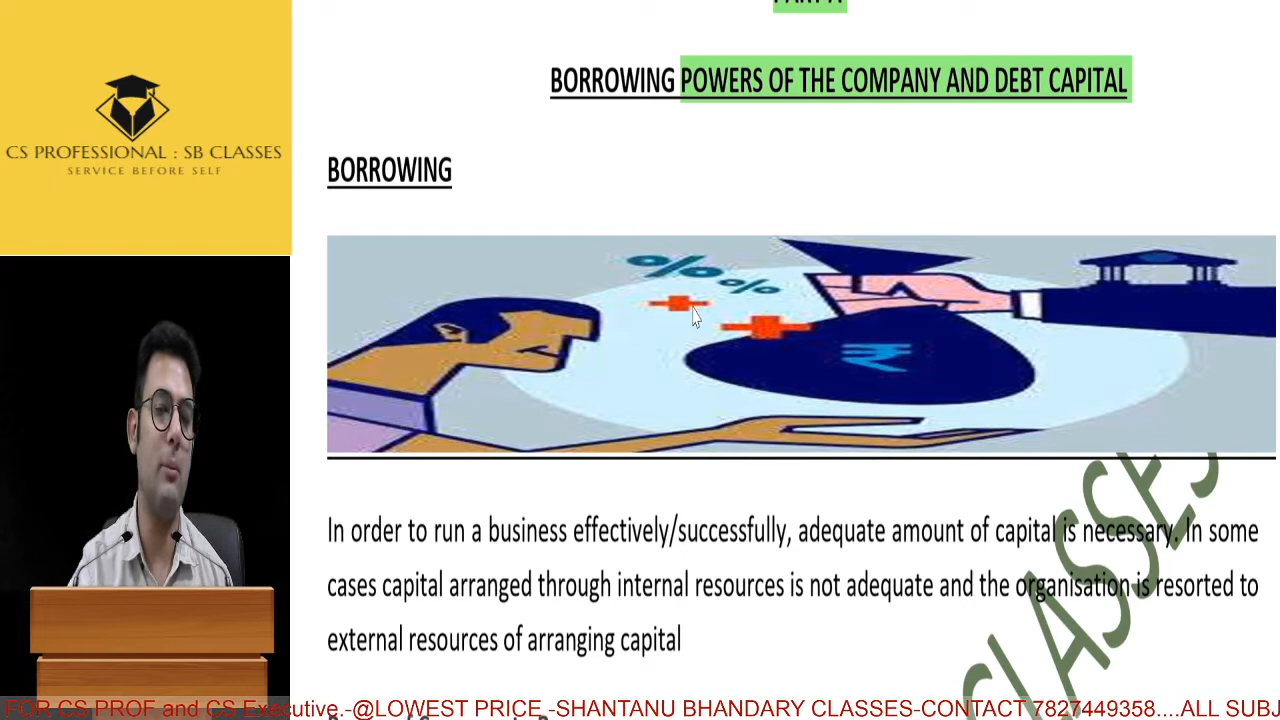 PART A
BORROWING POWERS OF THE COMPANY AND DEBT CAPITAL
CS PROFESSIONAL : SB CLASSES
SERVICE BEFORE SELF
BORROWING
% %
₹
In order to run a business effectively/successfully, adequate amount of capital is necessary. In some
cases capital arranged through internal resources is not adequate and the organisation is resorted to
external resources of arranging capital
CLASSES
FOR CS PROF and CS Executive.-@LOWEST PRICE -SHANTANU BHANDARY CLASSES-CONTACT 7827449358....ALL SUBJ